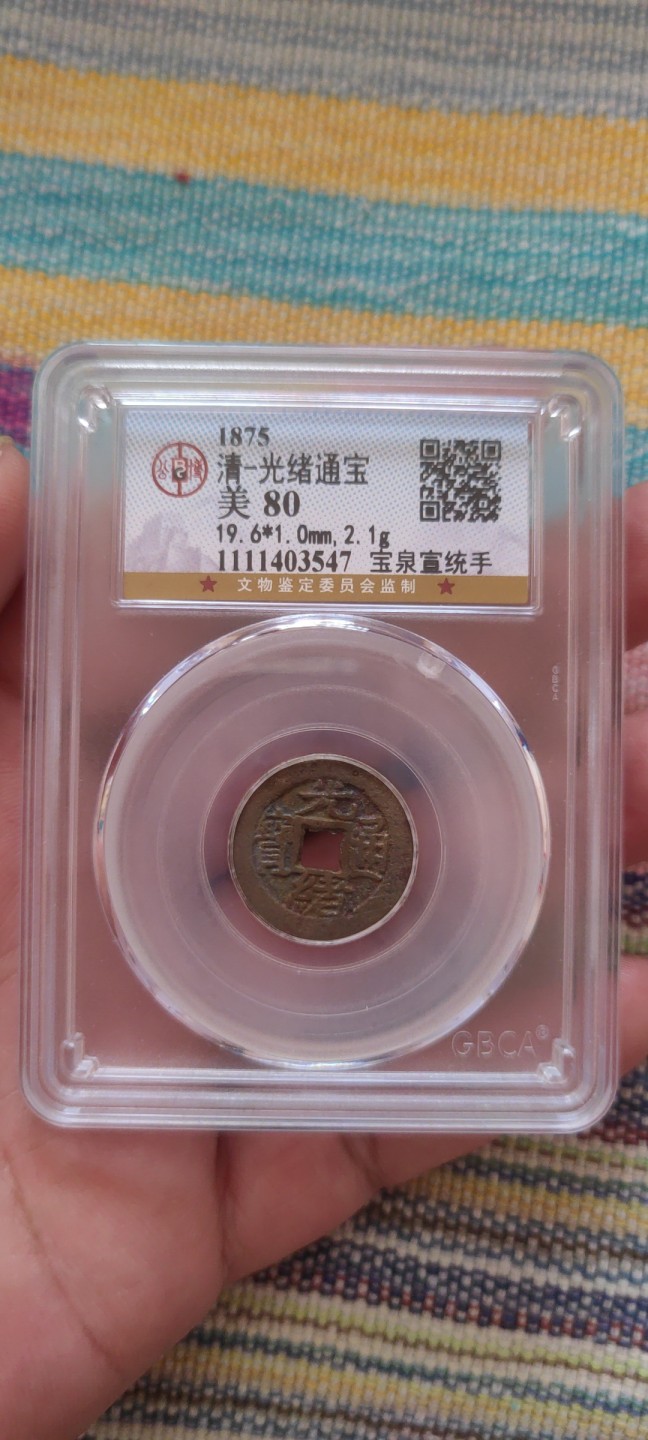 1875
清-光绪通宝
美 80
19.6*1.0mm,2.1g
1111403547 宝泉宣统手
★ 文物鉴定委员会监制 ★
GBCA
光
寶 通
緒
GBCA®